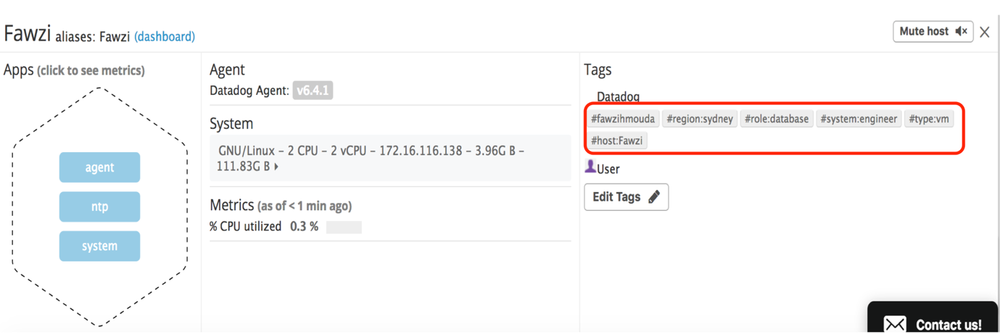 Fawzi aliases: Fawzi (dashboard)
Mute host
Apps (click to see metrics)
agent
ntp
system
Agent
Datadog Agent: v6.4.1
System
GNU/Linux – 2 CPU – 2 vCPU – 172.16.116.138 – 3.96G B –
111.83G B
Metrics (as of < 1 min ago)
% CPU utilized 0.3 %
Tags
Datadog
#fawzihmouda #region:sydney #role:database #system:engineer #type:vm
#host:Fawzi
User
Edit Tags
Contact us!